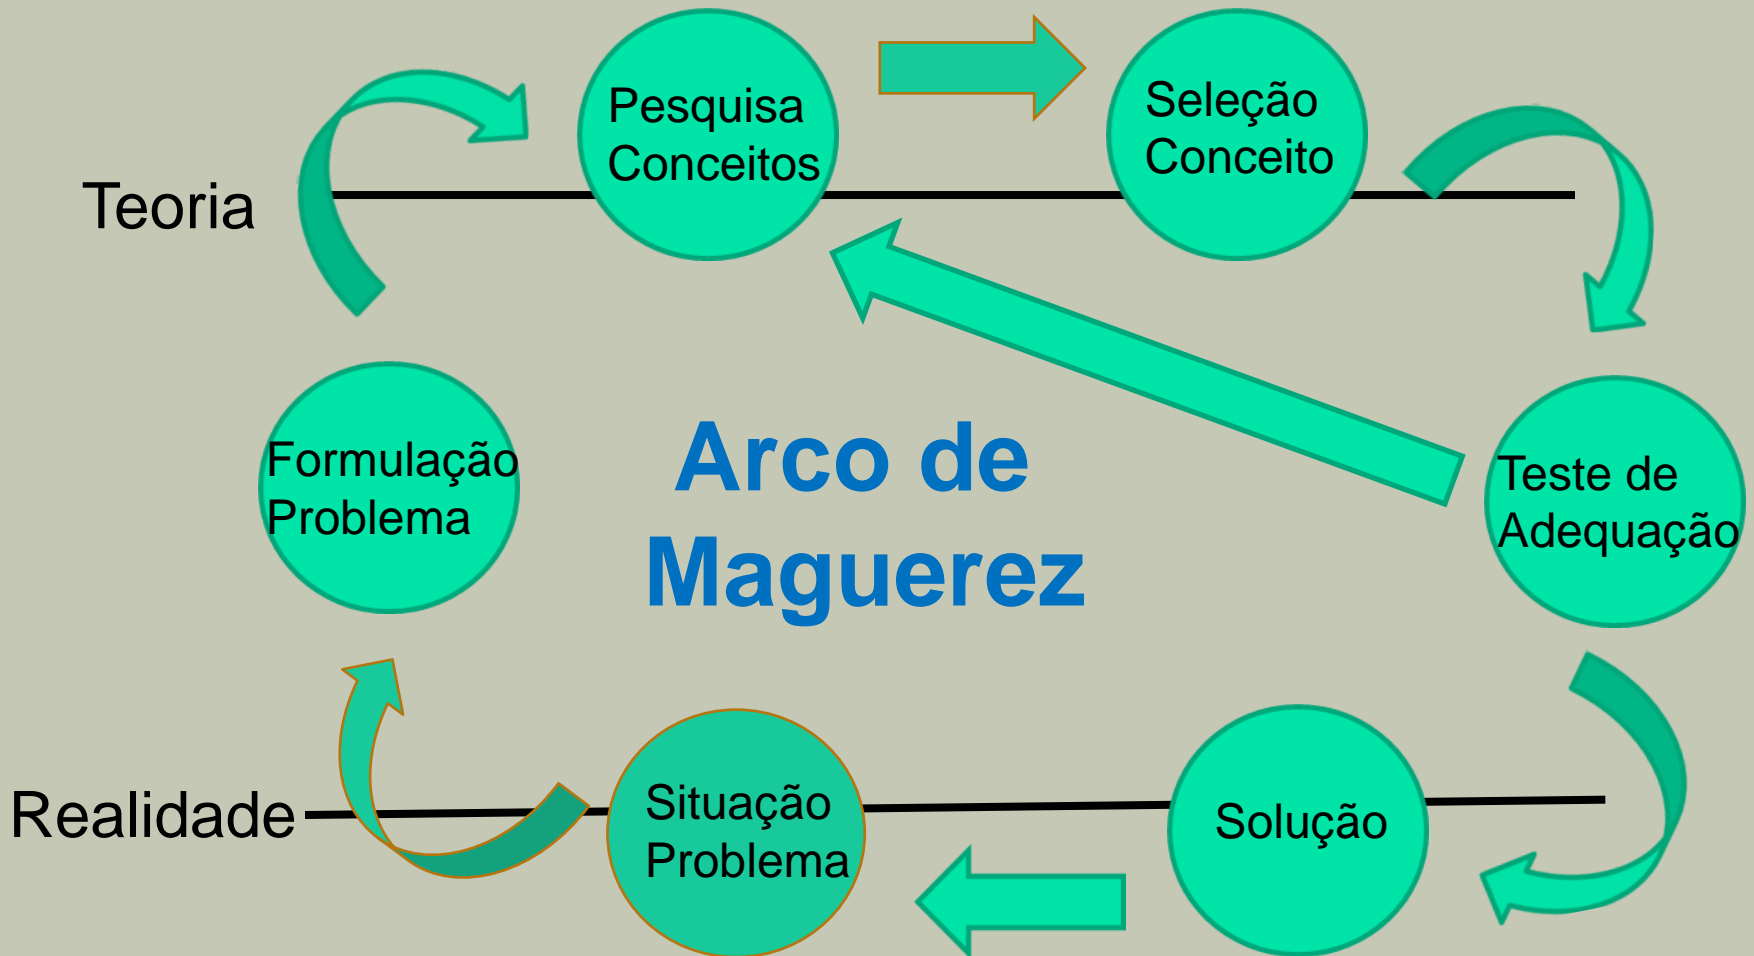 Pesquisa
Conceitos
Seleção
Conceito
Teoria
Formulação
Problema
Arco de
Maguerez
Teste de
Adequação
Realidade
Situação
Problema
Solução